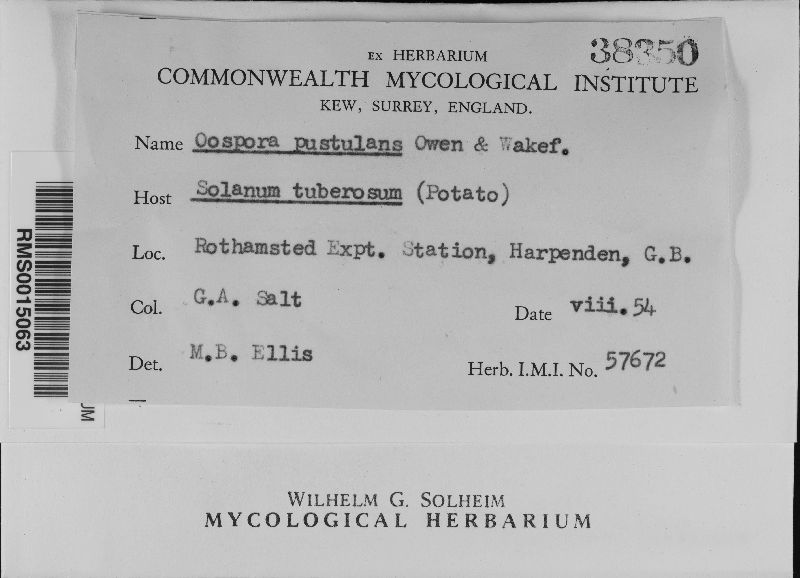 EX HERBARIUM 38350
COMMONWEALTH MYCOLOGICAL INSTITUTE
KEW, SURREY, ENGLAND.
Name Oospora pustulans Owen & Wakef.
Host Solanum tuberosum (Potato)
Loc. Rothamsted Expt. Station, Harpenden, G.B.
Col. G.A. Salt
Date viii.54
Det. M.B. Ellis
Herb. I.M.I. No. 57672
RMS0015063
UM
WILHELM G. SOLHEIM
MYCOLOGICAL HERBARIUM